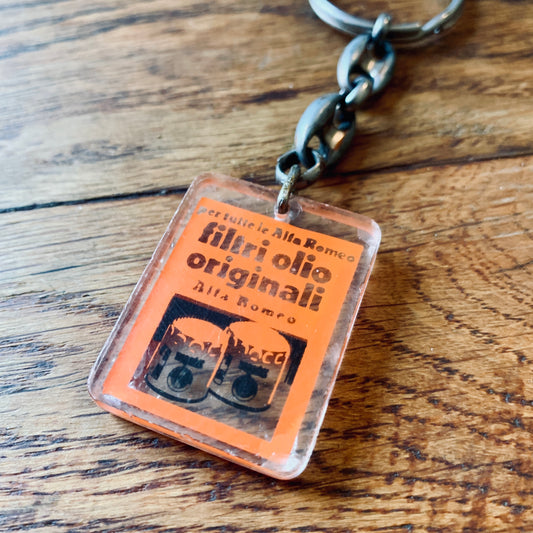 per tutte le Alfa Romeo
filtri olio
originali
Alfa Romeo